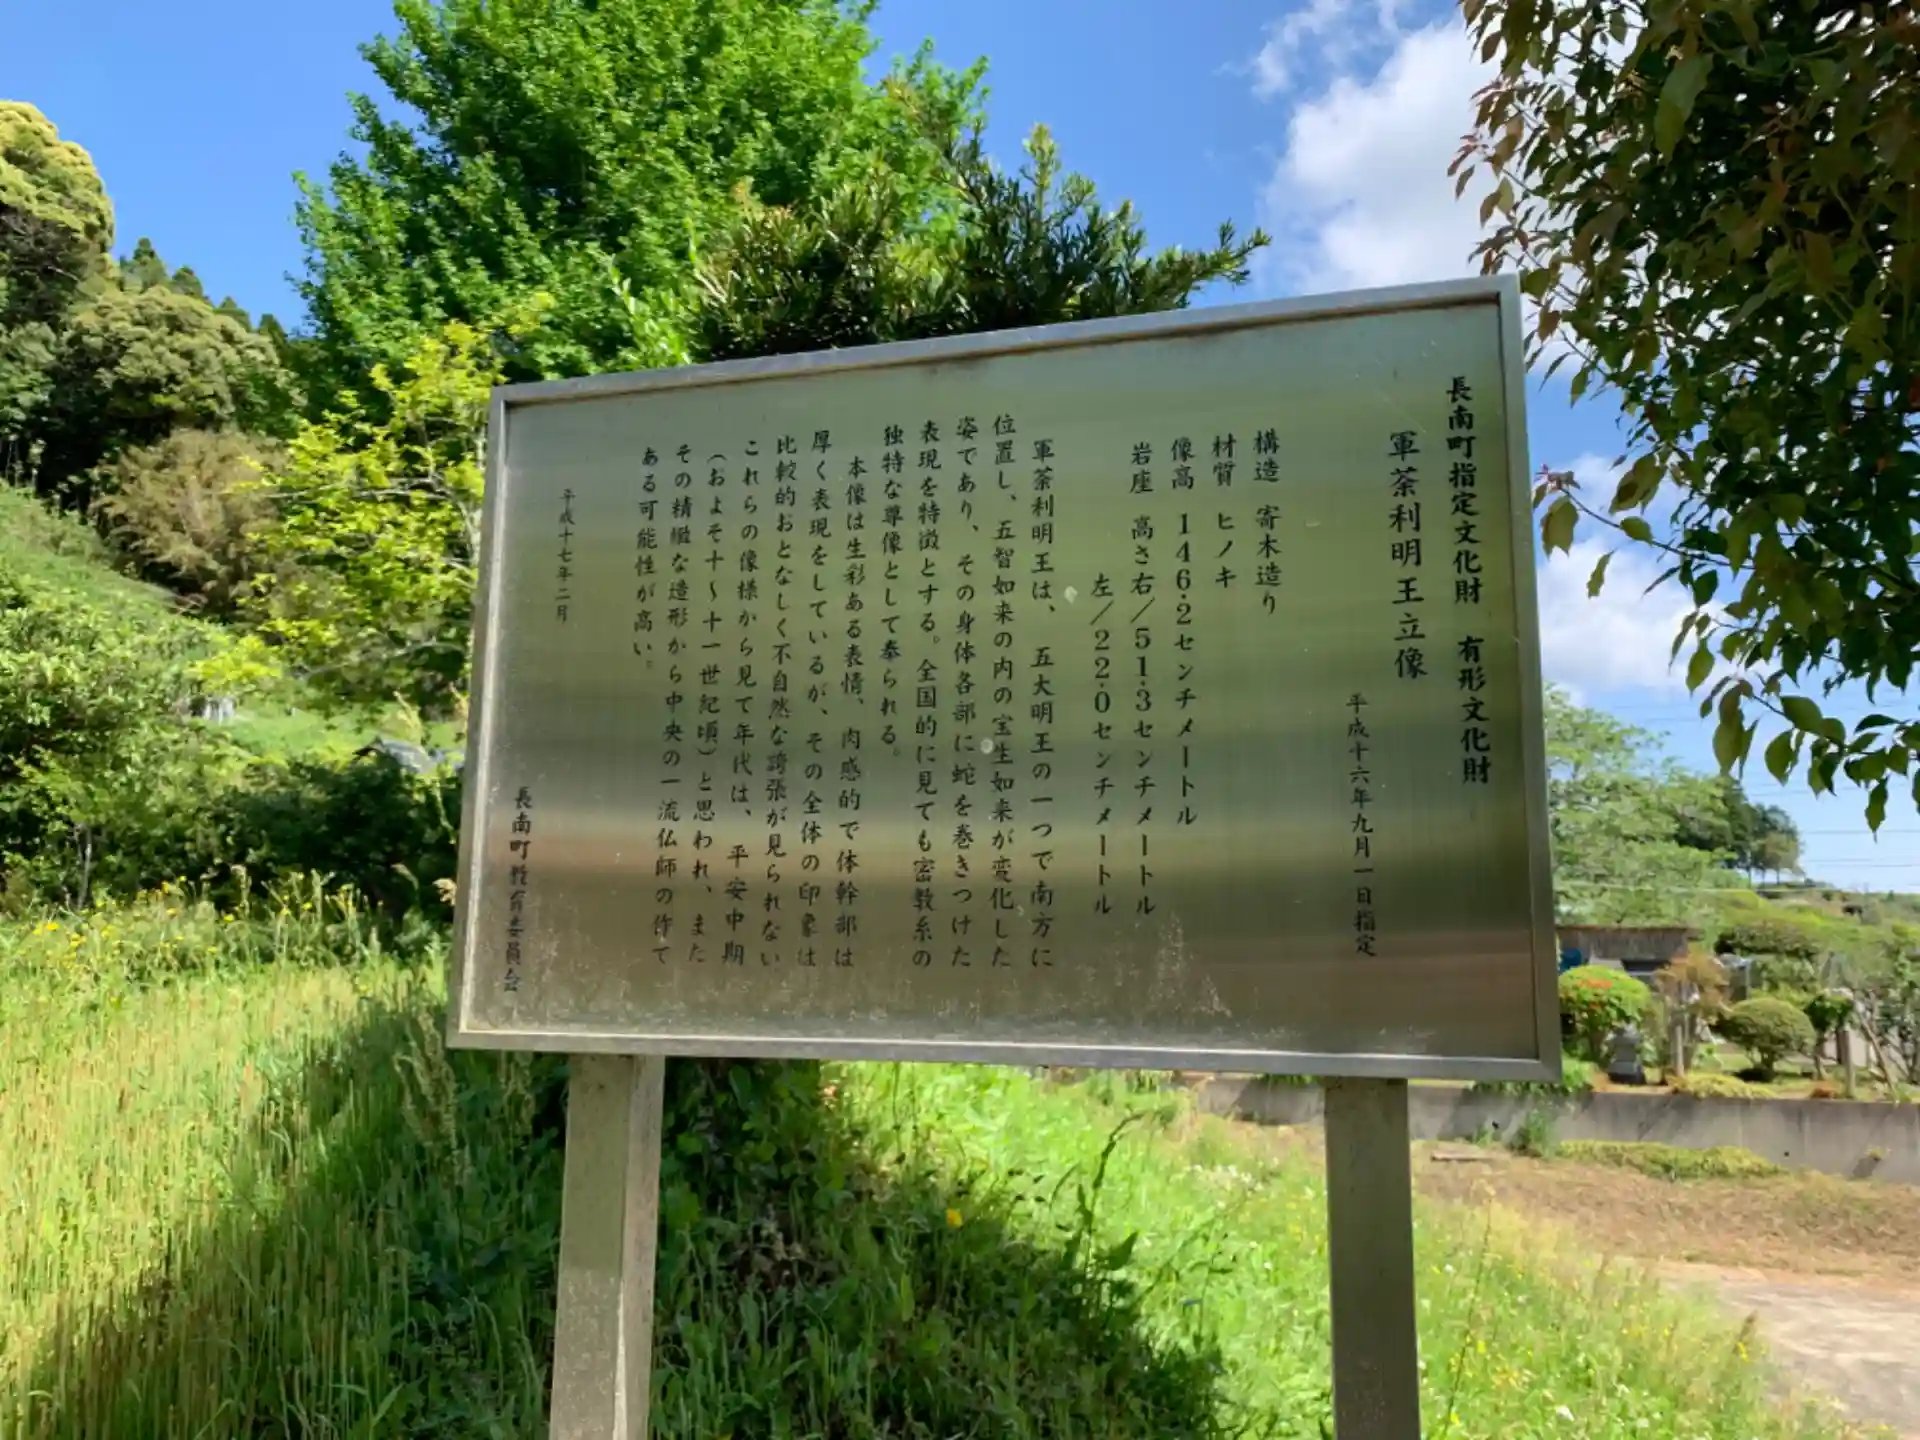 長南町指定文化財　有形文化財
軍荼利明王立像
平成十六年九月一日指定
構造　寄木造り
材質　ヒノキ
像高　146.2センチメートル
岩座　高さ右／51.3センチメートル
左／22.0センチメートル
軍荼利明王は、五大明王の一つで南方に
位置し、五智如来の内の宝生如来が変化した
姿であり、その身体各部に蛇を巻きつけた
表現を特徴とする。全国的に見ても密教系の
独特な尊像として奉られる。
本像は生彩ある表情、肉感的で体幹部は
厚く表現をしているが、その全体の印象は
比較的おとなしく不自然な誇張が見られない
これらの像様から見て年代は、平安中期
（およそ十～十一世紀頃）と思われ、また
その精緻な造形から中央の一流仏師の作で
ある可能性が高い。
平成十七年二月
長南町教育委員会